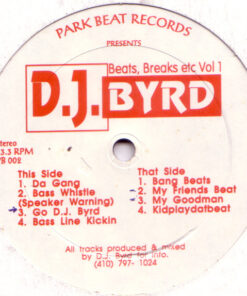 PARK BEAT RECORDS
PRESENTS
Beats, Breaks etc Vol 1
D.J. BYRD
Stereo
33.3 RPM
PB 002
This Side
1. Da Gang
2. Bass Whistle
(Speaker Warning)
3. Go D.J. Byrd
4. Bass Line Kickin
That Side
1. Bang Beats
2. My Friends Beat
3. My Goodman
4. Kidplaydatbeat
All tracks produced & mixed
by D.J. Byrd for info.
(410) 797- 1024